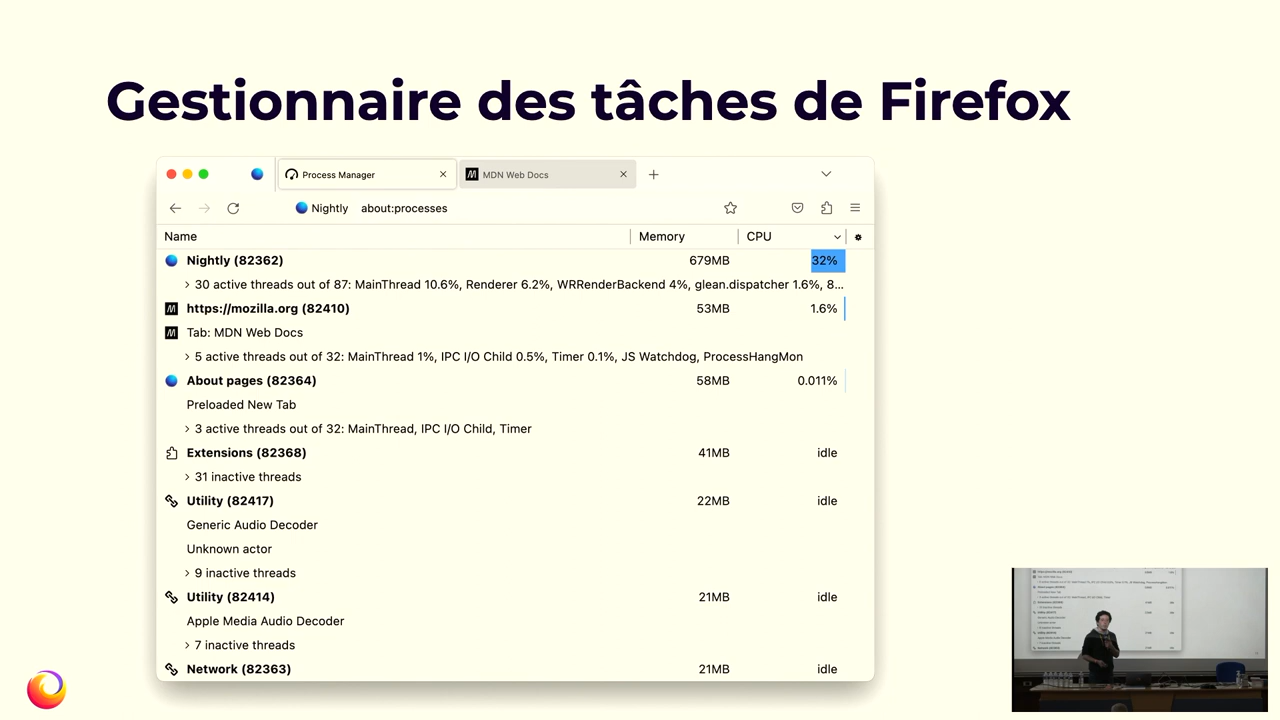 Gestionnaire des tâches de Firefox
Process Manager
MDN Web Docs
Nightly about:processes
Name Memory CPU
Nightly (82362) 679MB 32%
30 active threads out of 87: MainThread 10.6%, Renderer 6.2%, WRRenderBackend 4%, glean.dispatcher 1.6%, 8...
https://mozilla.org (82410) 53MB 1.6%
Tab: MDN Web Docs
5 active threads out of 32: MainThread 1%, IPC I/O Child 0.5%, Timer 0.1%, JS Watchdog, ProcessHangMon
About pages (82364) 58MB 0.011%
Preloaded New Tab
3 active threads out of 32: MainThread, IPC I/O Child, Timer
Extensions (82368) 41MB idle
31 inactive threads
Utility (82417) 22MB idle
Generic Audio Decoder
Unknown actor
9 inactive threads
Utility (82414) 21MB idle
Apple Media Audio Decoder
7 inactive threads
Network (82363) 21MB idle